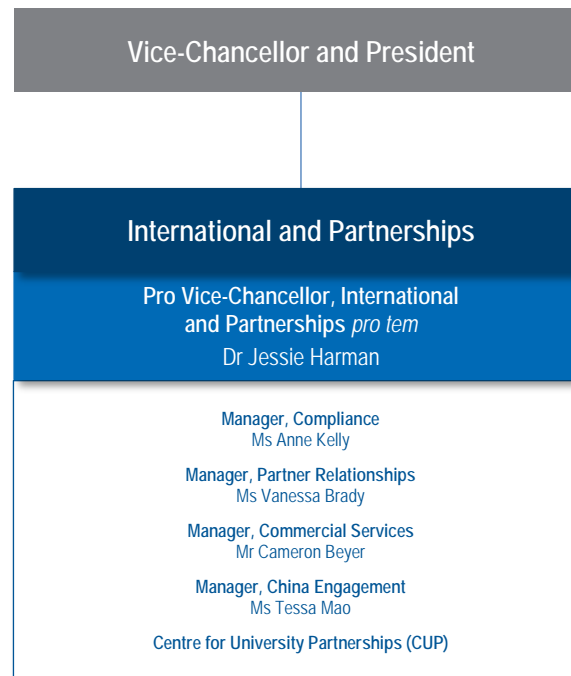 Vice-Chancellor and President
International and Partnerships
Pro Vice-Chancellor, International
and Partnerships pro tem
Dr Jessie Harman
Manager, Compliance
Ms Anne Kelly
Manager, Partner Relationships
Ms Vanessa Brady
Manager, Commercial Services
Mr Cameron Beyer
Manager, China Engagement
Ms Tessa Mao
Centre for University Partnerships (CUP)